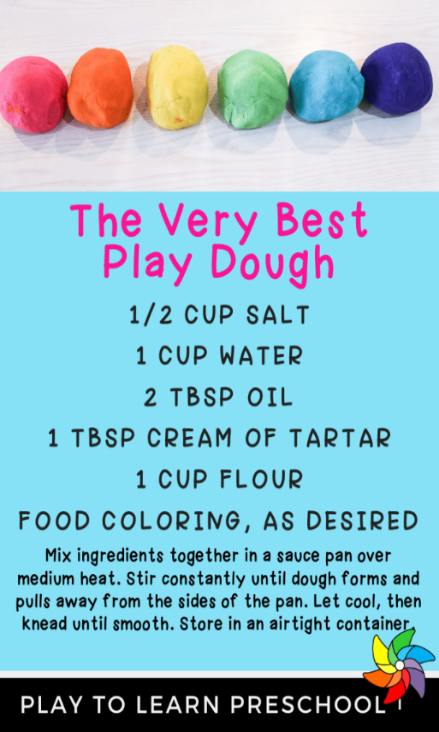 The Very Best
Play Dough
1/2 CUP SALT
1 CUP WATER
2 TBSP OIL
1 TBSP CREAM OF TARTAR
1 CUP FLOUR
FOOD COLORING, AS DESIRED
Mix ingredients together in a sauce pan over
medium heat. Stir constantly until dough forms and
pulls away from the sides of the pan. Let cool, then
knead until smooth. Store in an airtight container.
PLAY TO LEARN PRESCHOOL